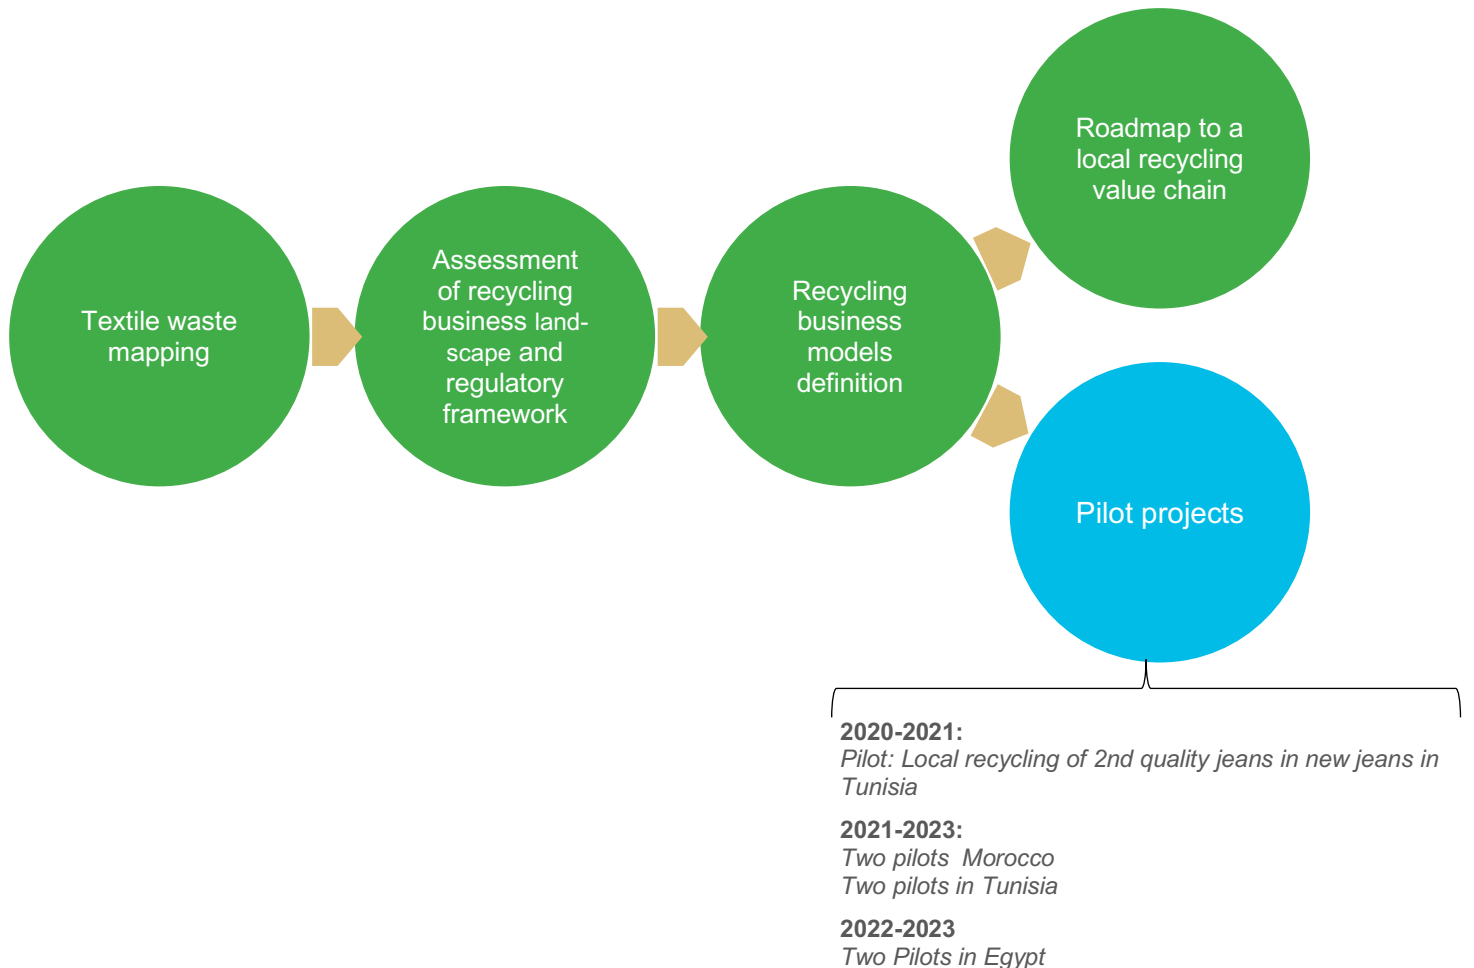 Textile waste
mapping
Assessment
of recycling
business land-
scape and
regulatory
framework
Recycling
business
models
definition
Roadmap to a
local recycling
value chain
Pilot projects
2020-2021:
Pilot: Local recycling of 2nd quality jeans in new jeans in
Tunisia
2021-2023:
Two pilots  Morocco
Two pilots in Tunisia
2022-2023
Two Pilots in Egypt